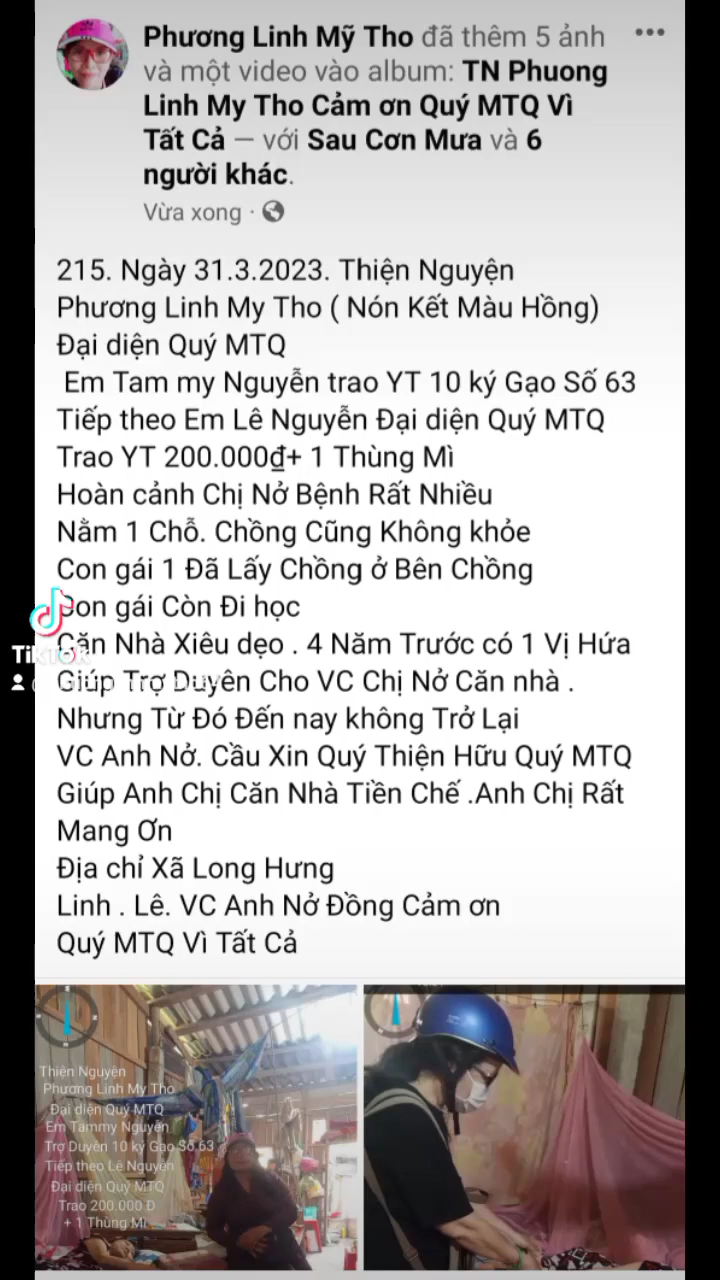 Phương Linh Mỹ Tho đã thêm 5 ảnh
và một video vào album: TN Phuong
Linh My Tho Cảm ơn Quý MTQ Vì
Tất Cả — với Sau Cơn Mưa và 6
người khác.
Vừa xong ·
215. Ngày 31.3.2023. Thiện Nguyện
Phương Linh My Tho ( Nón Kết Màu Hồng)
Đại diện Quý MTQ
Em Tam my Nguyễn trao YT 10 ký Gạo Số 63
Tiếp theo Em Lê Nguyễn Đại diện Quý MTQ
Trao YT 200.000₫+ 1 Thùng Mì
Hoàn cảnh Chị Nở Bệnh Rất Nhiều
Nằm 1 Chỗ. Chồng Cũng Không khỏe
Con gái 1 Đã Lấy Chồng ở Bên Chồng
Con gái Còn Đi học
Căn Nhà Xiêu dẹo . 4 Năm Trước có 1 Vị Hứa
TikTok
Giúp Trợ Duyên Cho VC Chị Nở Căn nhà .
Nhưng Từ Đó Đến nay không Trở Lại
VC Anh Nở. Cầu Xin Quý Thiện Hữu Quý MTQ
Giúp Anh Chị Căn Nhà Tiền Chế .Anh Chị Rất
Mang Ơn
Địa chỉ Xã Long Hưng
Linh . Lê. VC Anh Nở Đồng Cảm ơn
Quý MTQ Vì Tất Cả
Thiện Nguyện
Phương Linh My Tho
Đại diện Quý MTQ
Em Tammy Nguyễn
Trợ Duyên 10 ký Gạo Số 63
Tiếp theo Lê Nguyễn
Đại diện Quý MTQ
Trao 200.000 Đ
+ 1 Thùng Mì